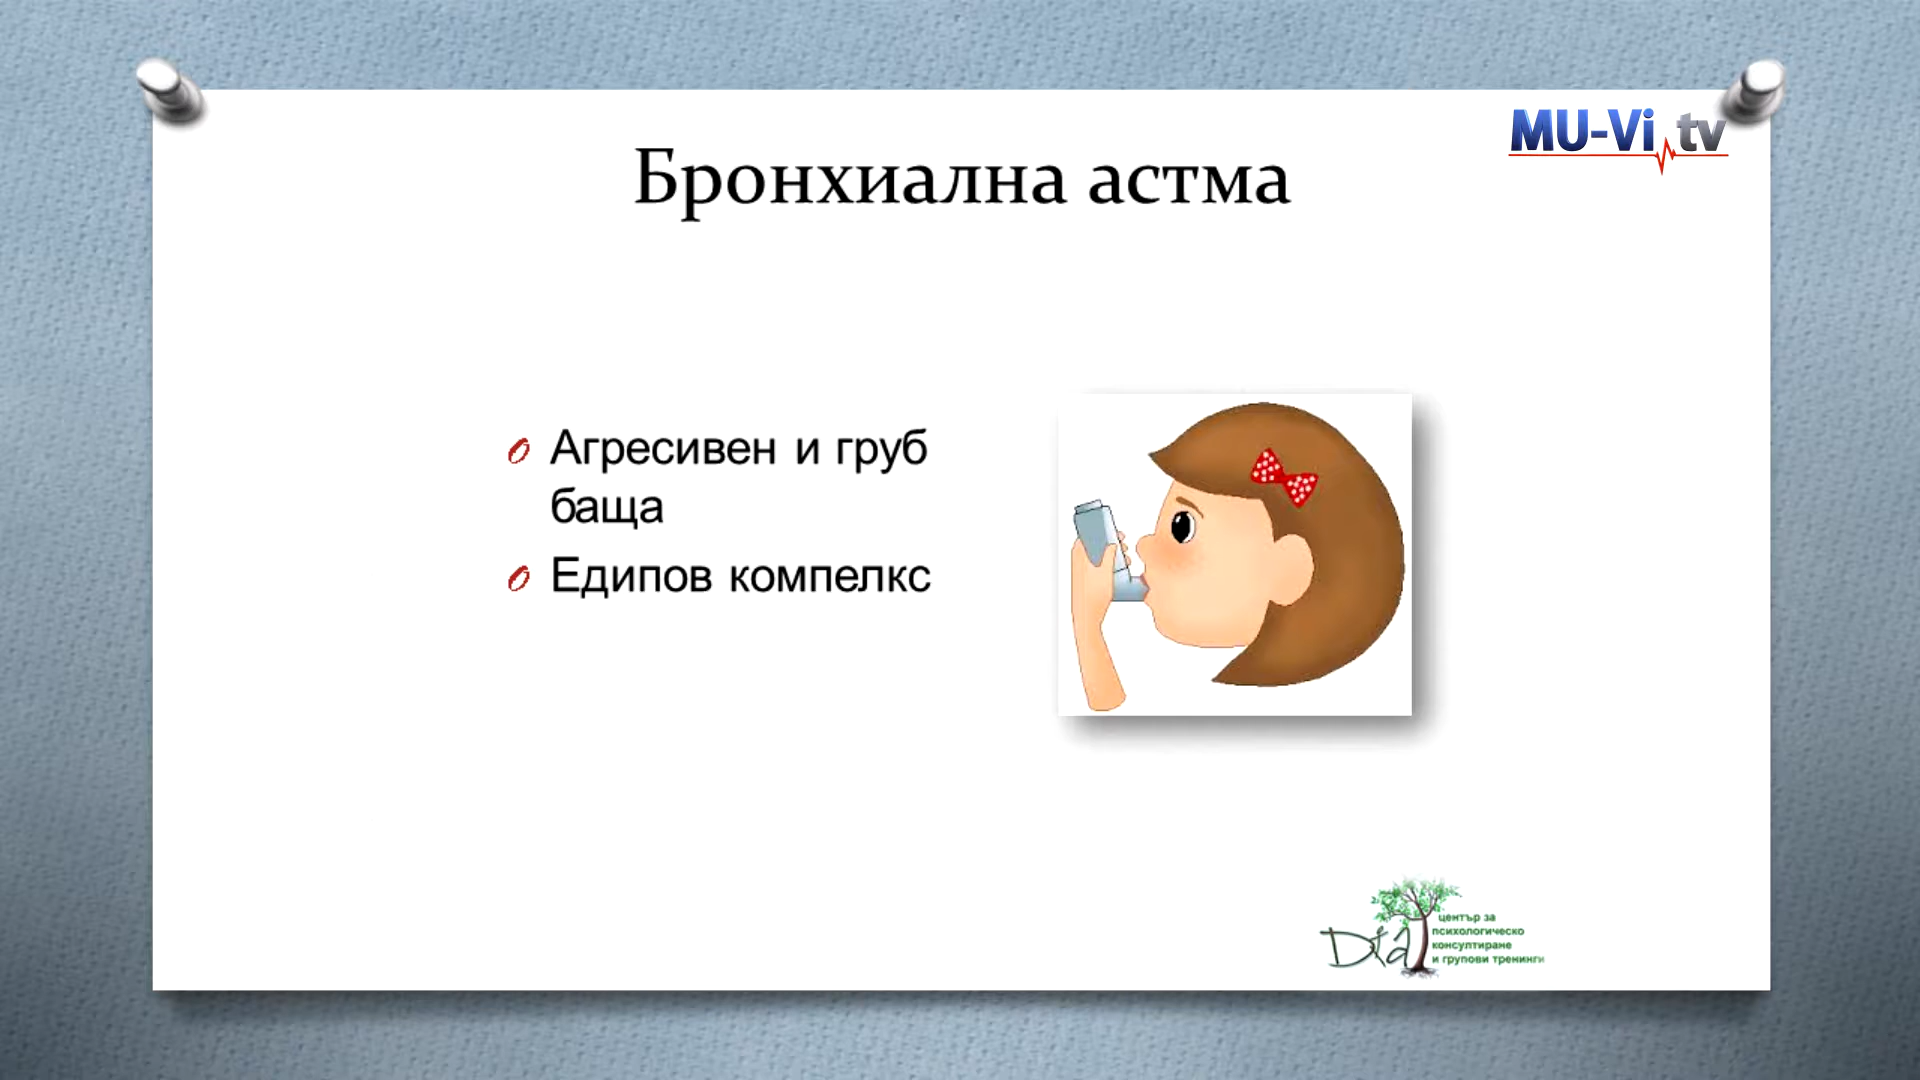 MU-Vi tv
Бронхиална астма
Агресивен и груб
баща
Едипов компелкс
Dia
център за
психологическо
консултиране
и групови тренинги